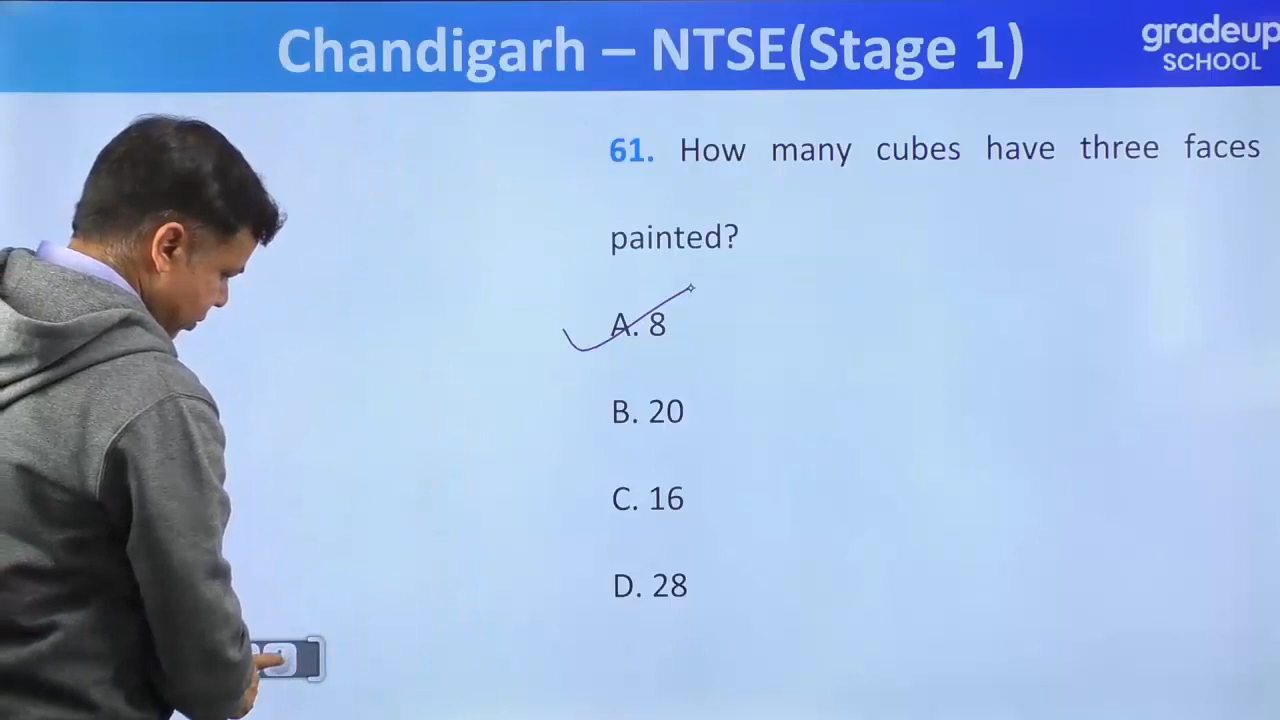 Chandigarh – NTSE(Stage 1)
gradeup
SCHOOL
61. How many cubes have three faces
painted?
A. 8
B. 20
C. 16
D. 28